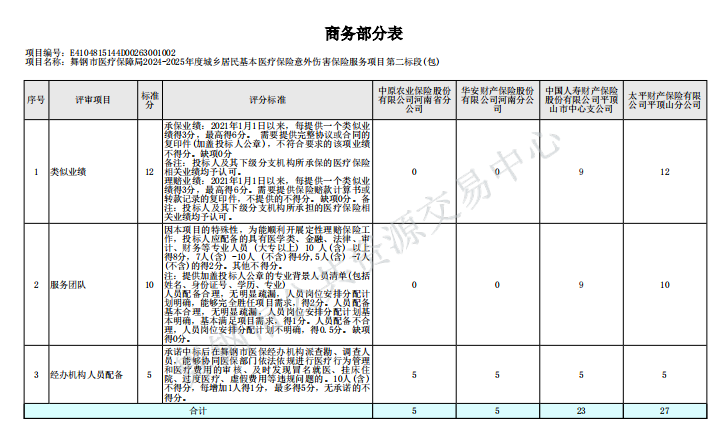 商务部分表
项目编号：E4104815144D00263001002
项目名称：舞钢市医疗保障局2024-2025年度城乡居民基本医疗保险意外伤害保险服务项目第二标段(包)
序号 评审项目 标准分 评分标准 中原农业保险股份有限公司河南省分公司 华安财产保险股份有限公司河南分公司 中国人寿财产保险股份有限公司平顶山市中心支公司 太平财产保险有限公司平顶山分公司
1 类似业绩 12
承保业绩：2021年1月1日以来，每提供一个类似业
绩得3分，最高得6分。 需要提供完整协议或合同的
复印件(加盖投标人公章)，不符合要求的该项业绩
不得分。缺项0分
备注：投标人及其下级分支机构所承保的医疗保险
相关业绩均予认可。
理赔业绩：2021年1月1日以来，每提供一个类似业
绩得3分，最高得6分。需要提供保险赔款计算书或
转款记录的复印件，不提供的不得分。缺项0分。备
注：投标人及其下级分支机构所承担的医疗保险相
关业绩均予认可。
0 0 9 12
2 服务团队 10
因本项目的特殊性，为能顺利开展定性理赔保险工
作，投标人应配备的具有医学类、金融、法律、审
计、财务等专业人员 (大专以上) 10 人(含) 以上
得8分，7人(含) -10人 (不含)得4分,5人(含) -7人
(不含)的得2分。其他不得分。
注：提供加盖投标人公章的专业背景人员清单(包括
姓名、身份证号、学历、专业)
人员配备合理，无明显疏漏，人员岗位安排分配计
划明确，能够完全胜任项目需求，得2分。人员配备
基本合理，无明显疏漏，人员岗位安排分配计划基
本明确，基本满足项目需求，得1分。人员配备不合
理，人员岗位安排分配计划不明确，得0.5分。缺项
得0分。
0 0 9 10
3 经办机构人员配备 5
承诺中标后在舞钢市医保经办机构派查勘、调查人
员，能够协同医保部门依法依规进行医疗行为管理
和医疗费用的审核、及时发现冒名就医、挂床住
院、过度医疗、虚假费用等违规问题的。10人(含)
不得分，每增加1人得1分，最多得5分，无承诺的不
得分。
5 5 5 5
合计 5 5 23 27